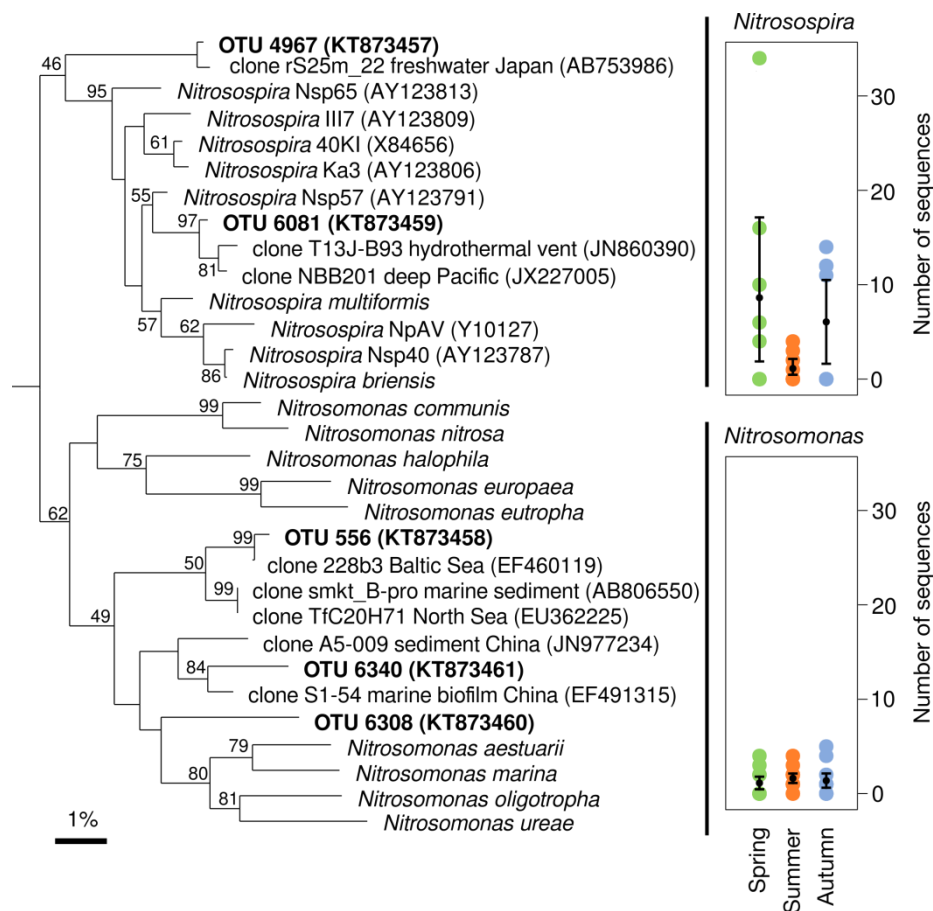 OTU 4967 (KT873457)
46
clone rS25m_22 freshwater Japan (AB753986)
95
Nitrosospira Nsp65 (AY123813)
Nitrosospira III7 (AY123809)
61
Nitrosospira 40KI (X84656)
Nitrosospira Ka3 (AY123806)
55
Nitrosospira Nsp57 (AY123791)
97
OTU 6081 (KT873459)
clone T13J-B93 hydrothermal vent (JN860390)
81
clone NBB201 deep Pacific (JX227005)
Nitrosospira multiformis
57
62
Nitrosospira NpAV (Y10127)
Nitrosospira Nsp40 (AY123787)
86
Nitrosospira briensis
99
Nitrosomonas communis
Nitrosomonas nitrosa
75
Nitrosomonas halophila
99
Nitrosomonas europaea
62
Nitrosomonas eutropha
99
OTU 556 (KT873458)
50
clone 228b3 Baltic Sea (EF460119)
99
clone smkt_B-pro marine sediment (AB806550)
49
clone TfC20H71 North Sea (EU362225)
clone A5-009 sediment China (JN977234)
84
OTU 6340 (KT873461)
clone S1-54 marine biofilm China (EF491315)
OTU 6308 (KT873460)
79
Nitrosomonas aestuarii
80
Nitrosomonas marina
81
Nitrosomonas oligotropha
Nitrosomonas ureae
1%
Nitrosospira
30
20
10
0
Number of sequences
Nitrosomonas
30
20
10
0
Number of sequences
Spring
Summer
Autumn